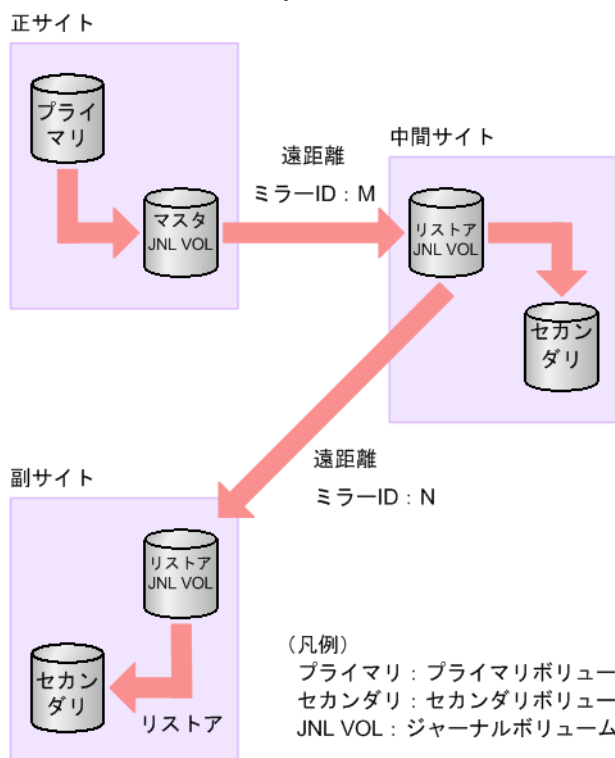 正サイト
プライ
マリ
マスタ
JNL VOL
遠距離
ミラーID：M
中間サイト
リストア
JNL VOL
セカン
ダリ
遠距離
ミラーID：N
副サイト
リストア
JNL VOL
セカン
ダリ
リストア
（凡例）
プライマリ：プライマリボリュー
セカンダリ：セカンダリボリュー
JNL VOL：ジャーナルボリューム